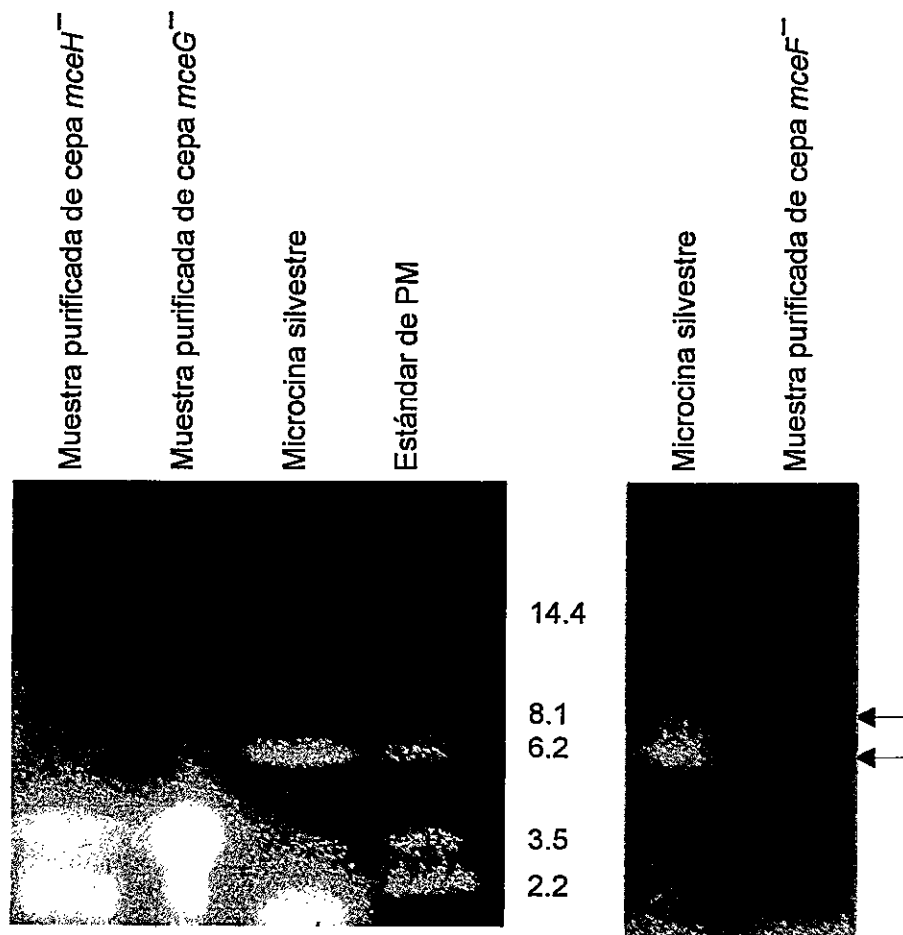 Muestra purificada de cepa mceH–
Muestra purificada de cepa mceG–
Microcina silvestre
Estándar de PM
14.4
8.1
6.2
3.5
2.2
Microcina silvestre
Muestra purificada de cepa mceF–